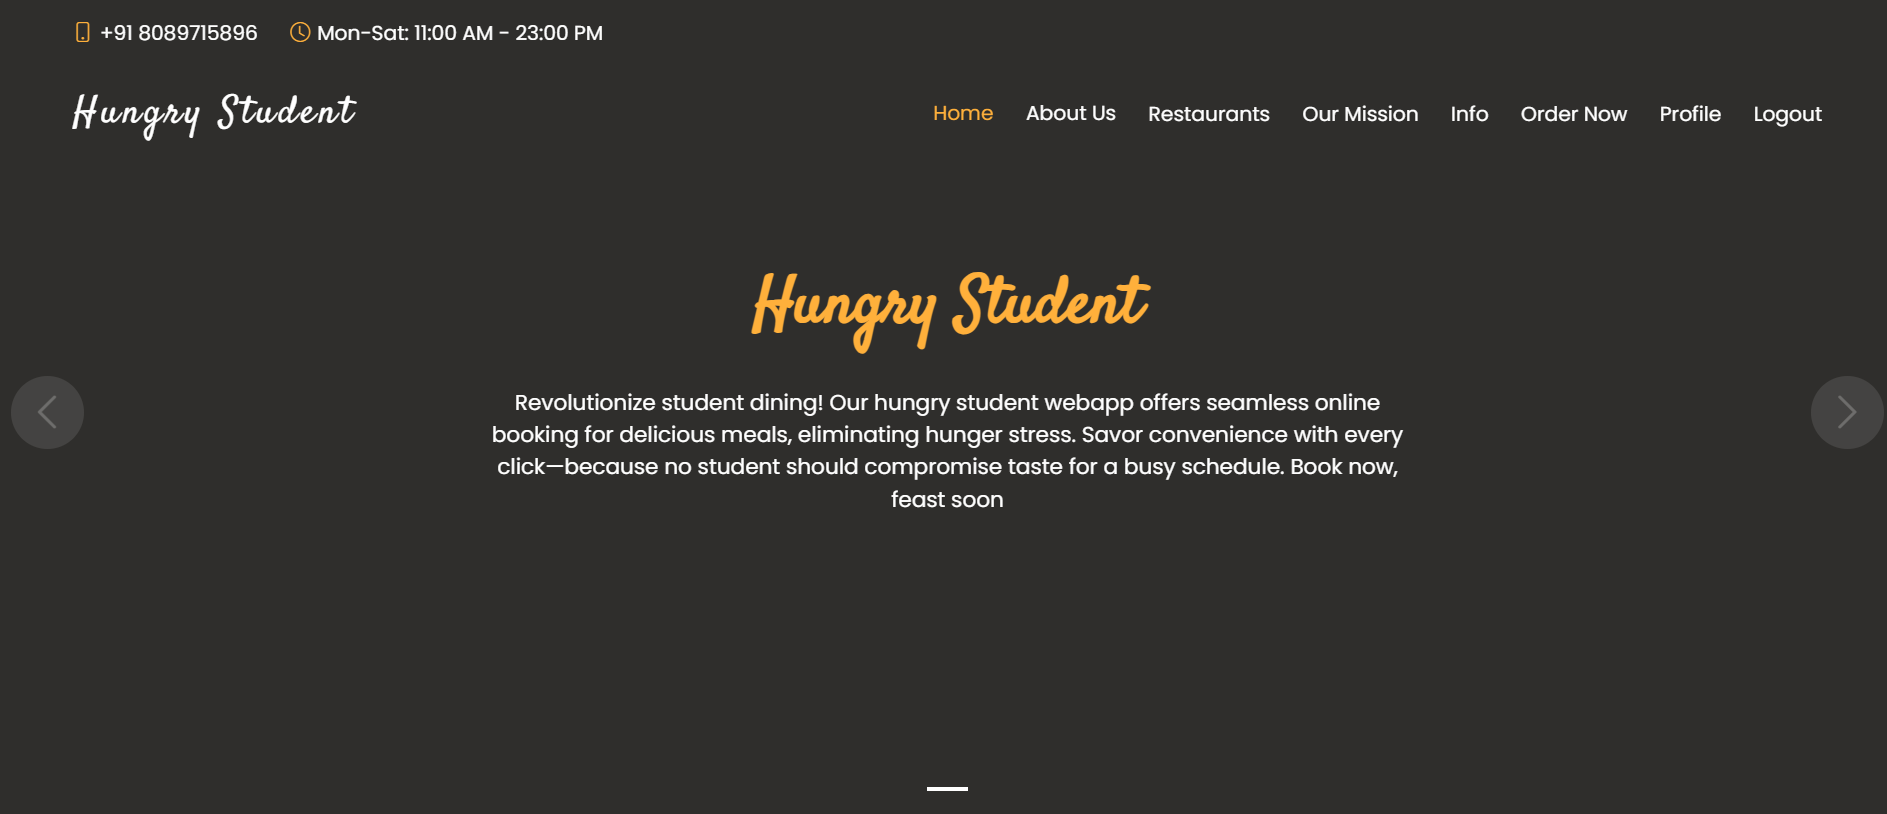 +91 8089715896 Mon-Sat: 11:00 AM - 23:00 PM
Hungry Student Home About Us Restaurants Our Mission Info Order Now Profile Logout
Hungry Student
Revolutionize student dining! Our hungry student webapp offers seamless online
booking for delicious meals, eliminating hunger stress. Savor convenience with every
click—because no student should compromise taste for a busy schedule. Book now,
feast soon